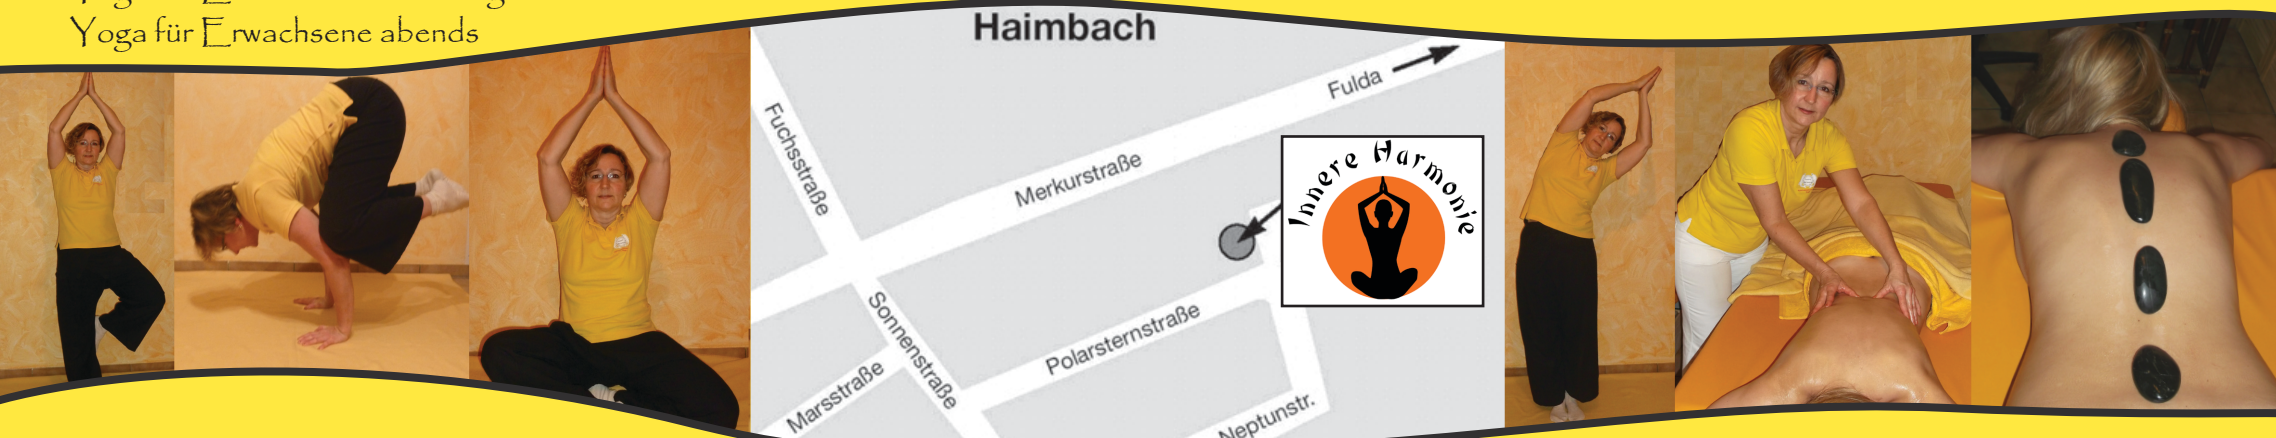 Yoga für Erwachsene abends
Haimbach
Fulda
Fuchsstraße
Merkurstraße
Innere Harmonie
Sonnenstraße
Polarsternstraße
Marsstraße
Neptunstr.